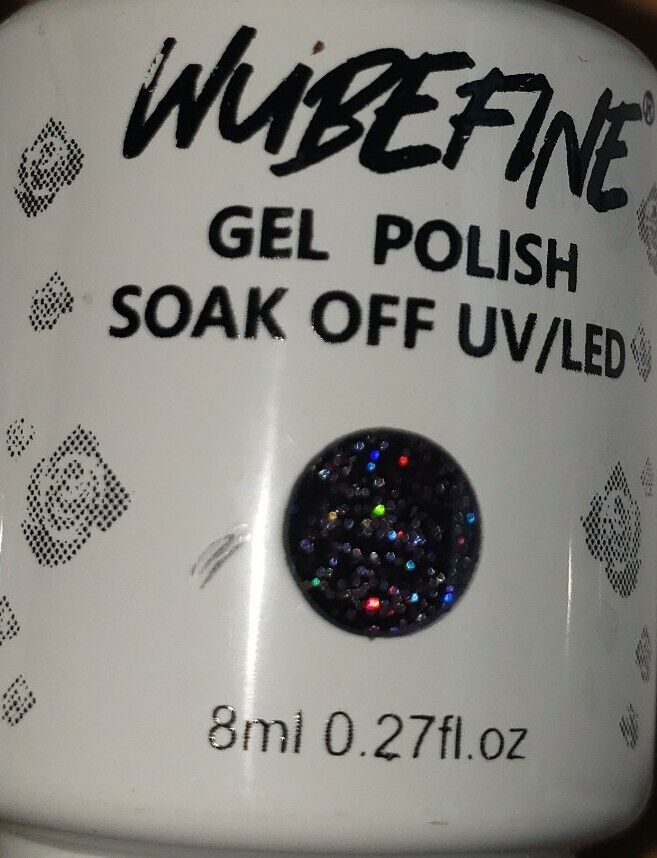 WUBEFINE®
GEL POLISH
SOAK OFF UV/LED
8ml 0.27fl.oz